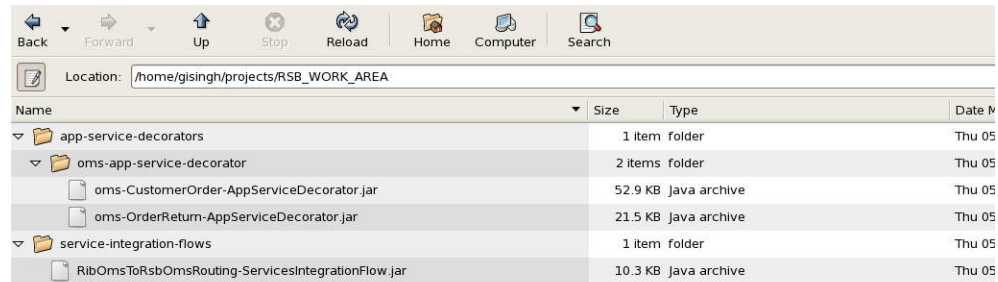 Back Forward Up Stop Reload Home Computer Search
Location: /home/gisingh/projects/RSB_WORK_AREA
Name Size Type Date M
app-service-decorators 1 item folder Thu 05
oms-app-service-decorator 2 items folder Thu 05
oms-CustomerOrder-AppServiceDecorator.jar 52.9 KB Java archive Thu 05
oms-OrderReturn-AppServiceDecorator.jar 21.5 KB Java archive Thu 05
service-integration-flows 1 item folder Thu 05
RibOmsToRsbOmsRouting-ServicesIntegrationFlow.jar 10.3 KB Java archive Thu 05